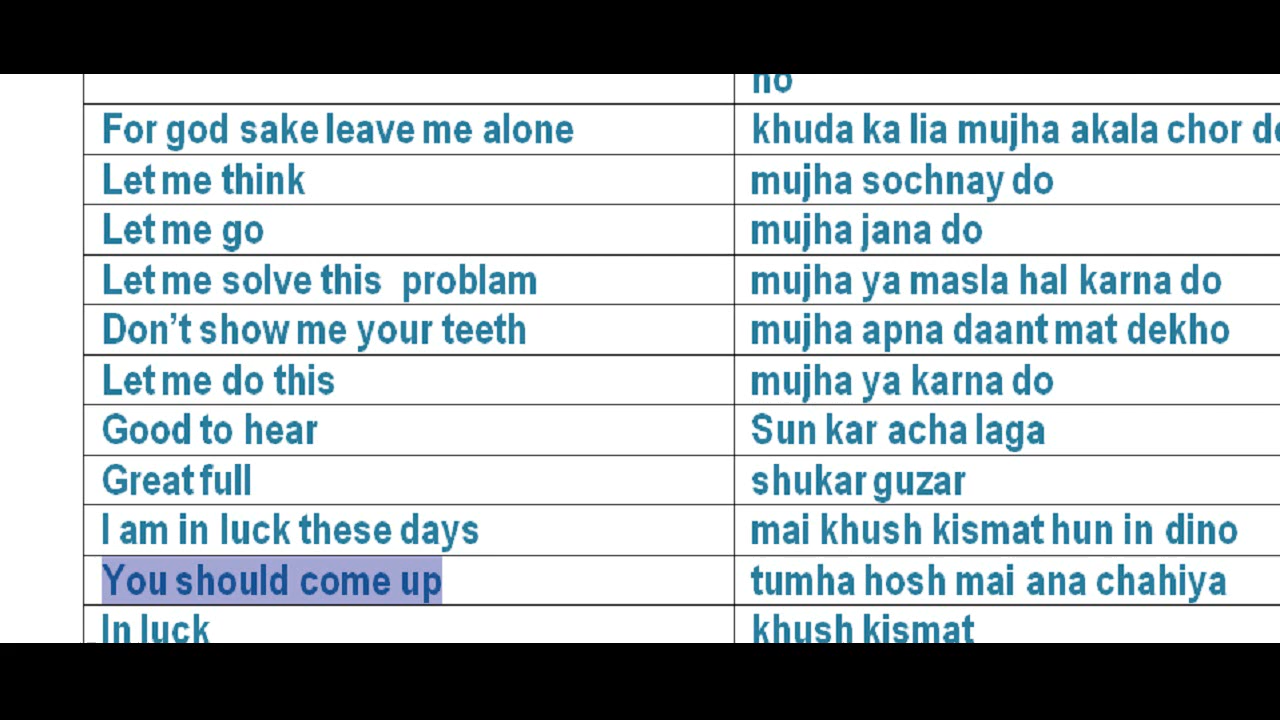 ho
For god sake leave me alone khuda ka lia mujha akala chor do
Let me think mujha sochnay do
Let me go mujha jana do
Let me solve this problam mujha ya masla hal karna do
Don’t show me your teeth mujha apna daant mat dekho
Let me do this mujha ya karna do
Good to hear Sun kar acha laga
Great full shukar guzar
I am in luck these days mai khush kismat hun in dino
You should come up tumha hosh mai ana chahiya
In luck khush kismat